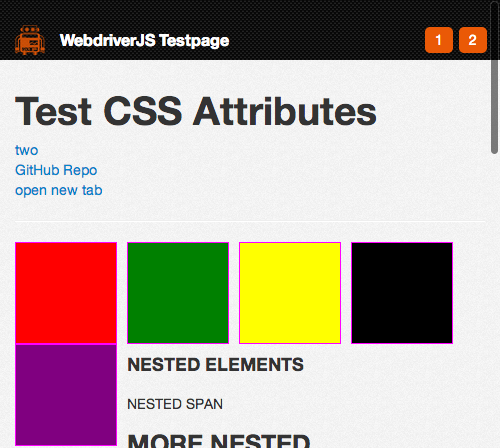 WebdriverJS Testpage
1 2
Test CSS Attributes
two
GitHub Repo
open new tab
NESTED ELEMENTS
NESTED SPAN
MORE NESTED